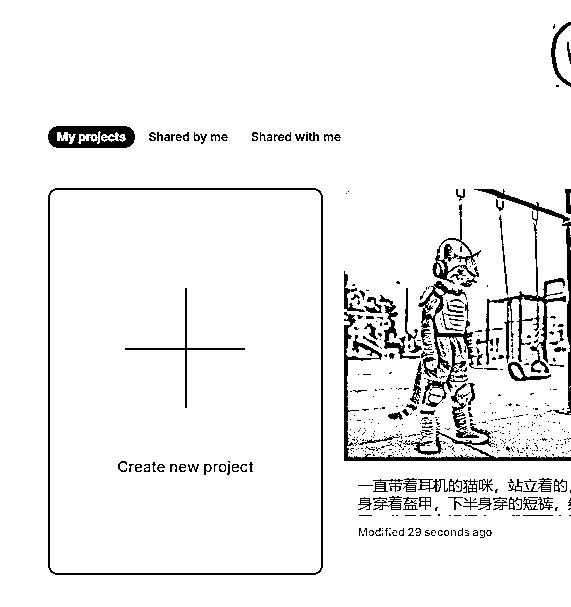 My projects
Shared by me
Shared with me
Create new project
一直带着耳机的猫咪，站立着的，
身穿着盔甲，下半身穿的短裤，
Modified 29 seconds ago